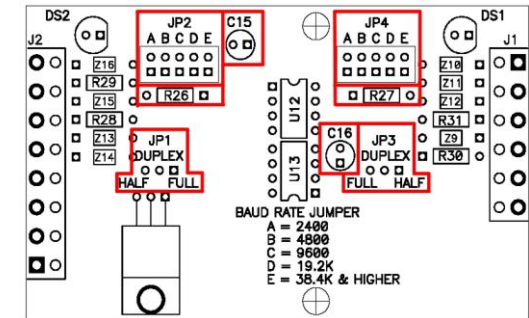 DS2 JP2 C15 JP4 DS1
J2 A B C D E A B C D E J1
Z16 Z10
R29 Z11
R26 R27
Z15 U12 Z12
R28 R31
Z13 JP1 C16 JP3 Z9
Z14 DUPLEX U13 DUPLEX R30
HALF FULL FULL HALF
BAUD RATE JUMPER
A = 2400
B = 4800
C = 9600
D = 19.2K
E = 38.4K & HIGHER